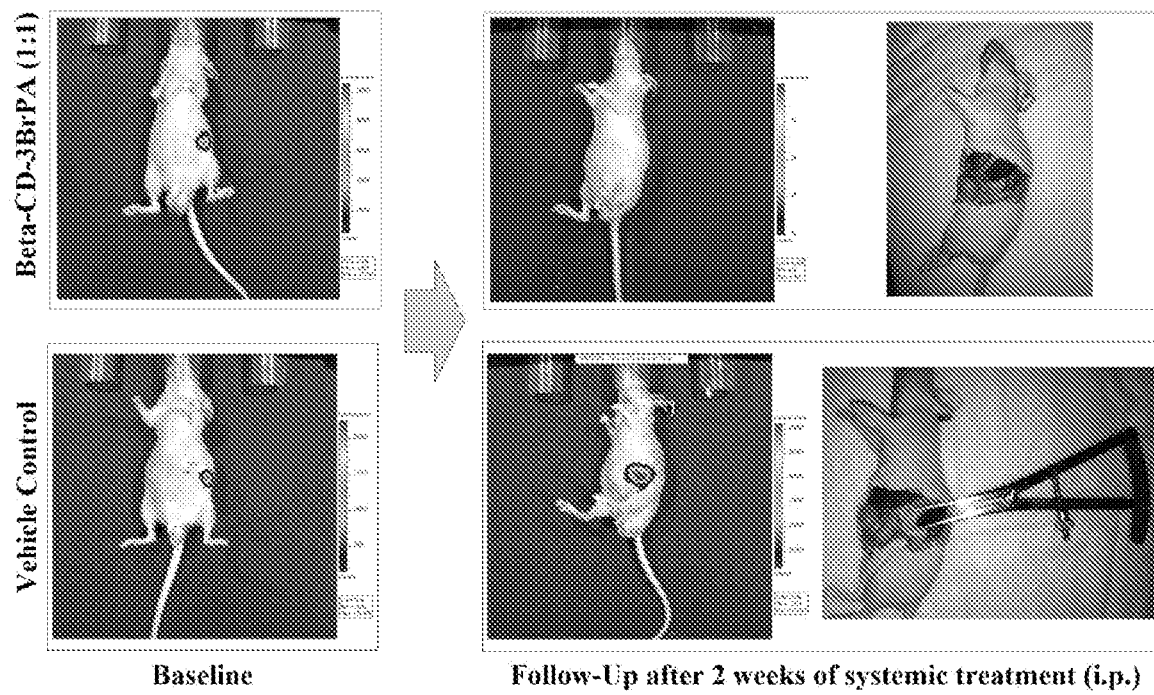 Beta-CD-3BrPA (1:1)
Vehicle Control
Baseline
Follow-Up after 2 weeks of systemic treatment (i.p.)